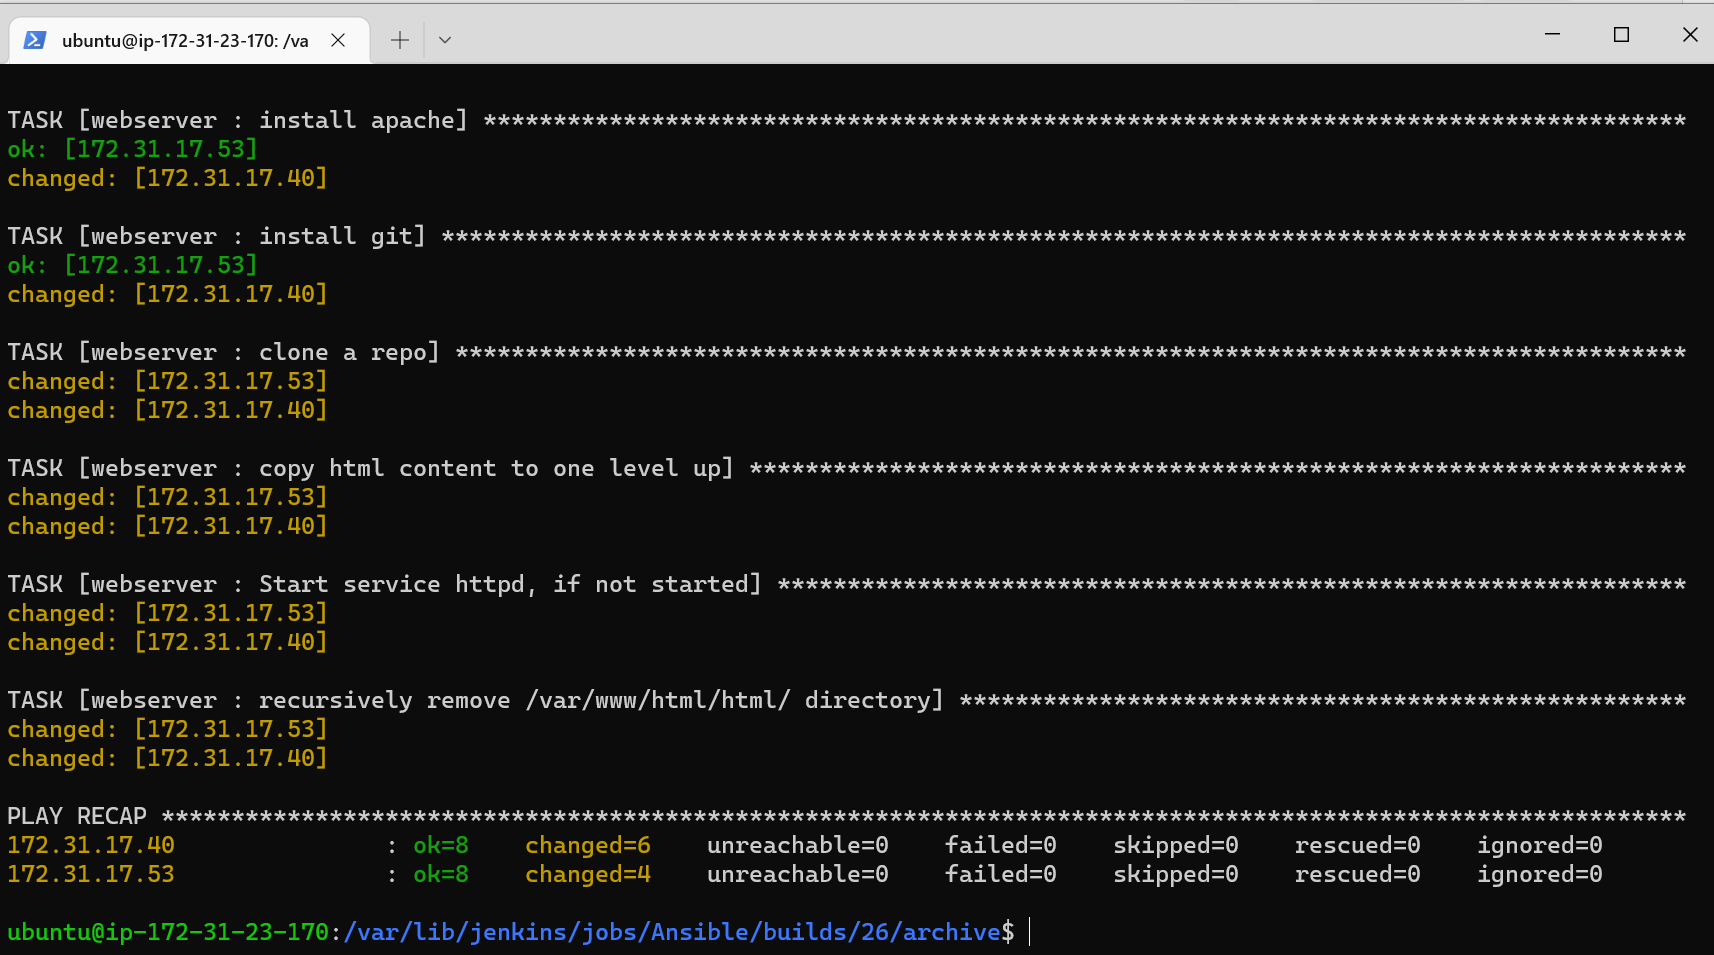 ubuntu@ip-172-31-23-170: /va
TASK [webserver : install apache] **************************************************************************************
ok: [172.31.17.53]
changed: [172.31.17.40]
TASK [webserver : install git] *****************************************************************************************
ok: [172.31.17.53]
changed: [172.31.17.40]
TASK [webserver : clone a repo] ****************************************************************************************
changed: [172.31.17.53]
changed: [172.31.17.40]
TASK [webserver : copy html content to one level up] *******************************************************************
changed: [172.31.17.53]
changed: [172.31.17.40]
TASK [webserver : Start service httpd, if not started] *****************************************************************
changed: [172.31.17.53]
changed: [172.31.17.40]
TASK [webserver : recursively remove /var/www/html/html/ directory] ****************************************************
changed: [172.31.17.53]
changed: [172.31.17.40]
PLAY RECAP *************************************************************************************************************
172.31.17.40               : ok=8    changed=6    unreachable=0    failed=0    skipped=0    rescued=0    ignored=0
172.31.17.53               : ok=8    changed=4    unreachable=0    failed=0    skipped=0    rescued=0    ignored=0
ubuntu@ip-172-31-23-170:/var/lib/jenkins/jobs/Ansible/builds/26/archive$